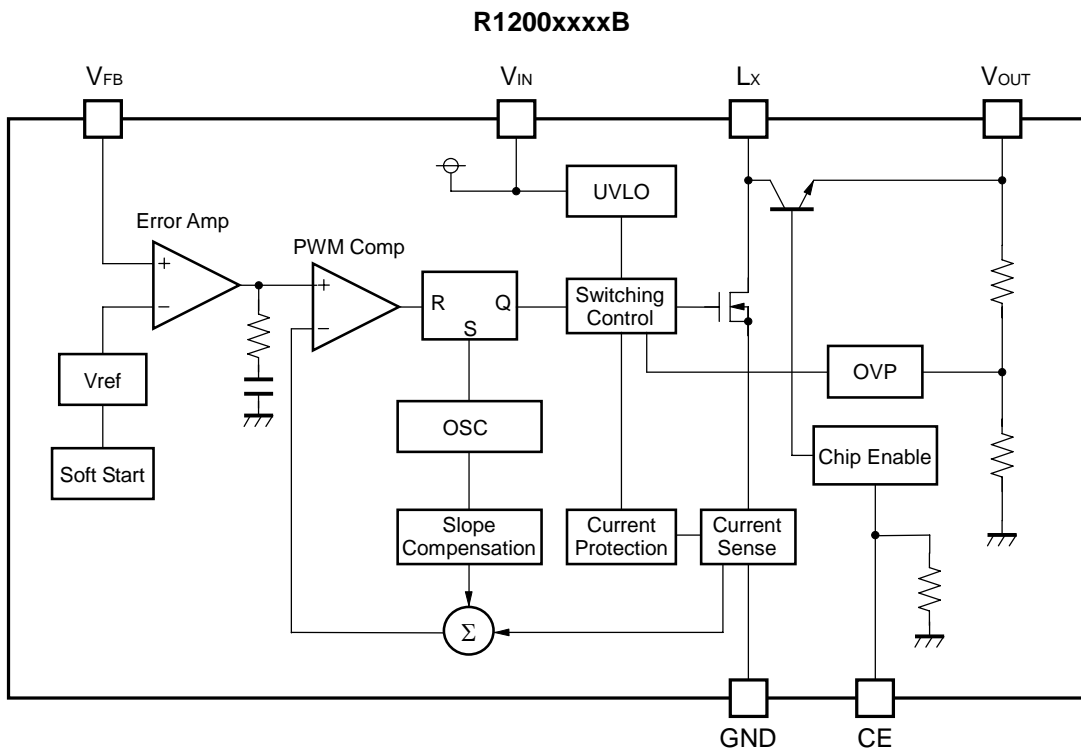 R1200xxxxB
VFB
VIN
LX
VOUT
UVLO
Error Amp
PWM Comp
+
−
+
−
R
Q
S
Switching
Control
Vref
OVP
OSC
Soft Start
Chip Enable
Slope
Compensation
Current
Protection
Current
Sense
Σ
GND
CE